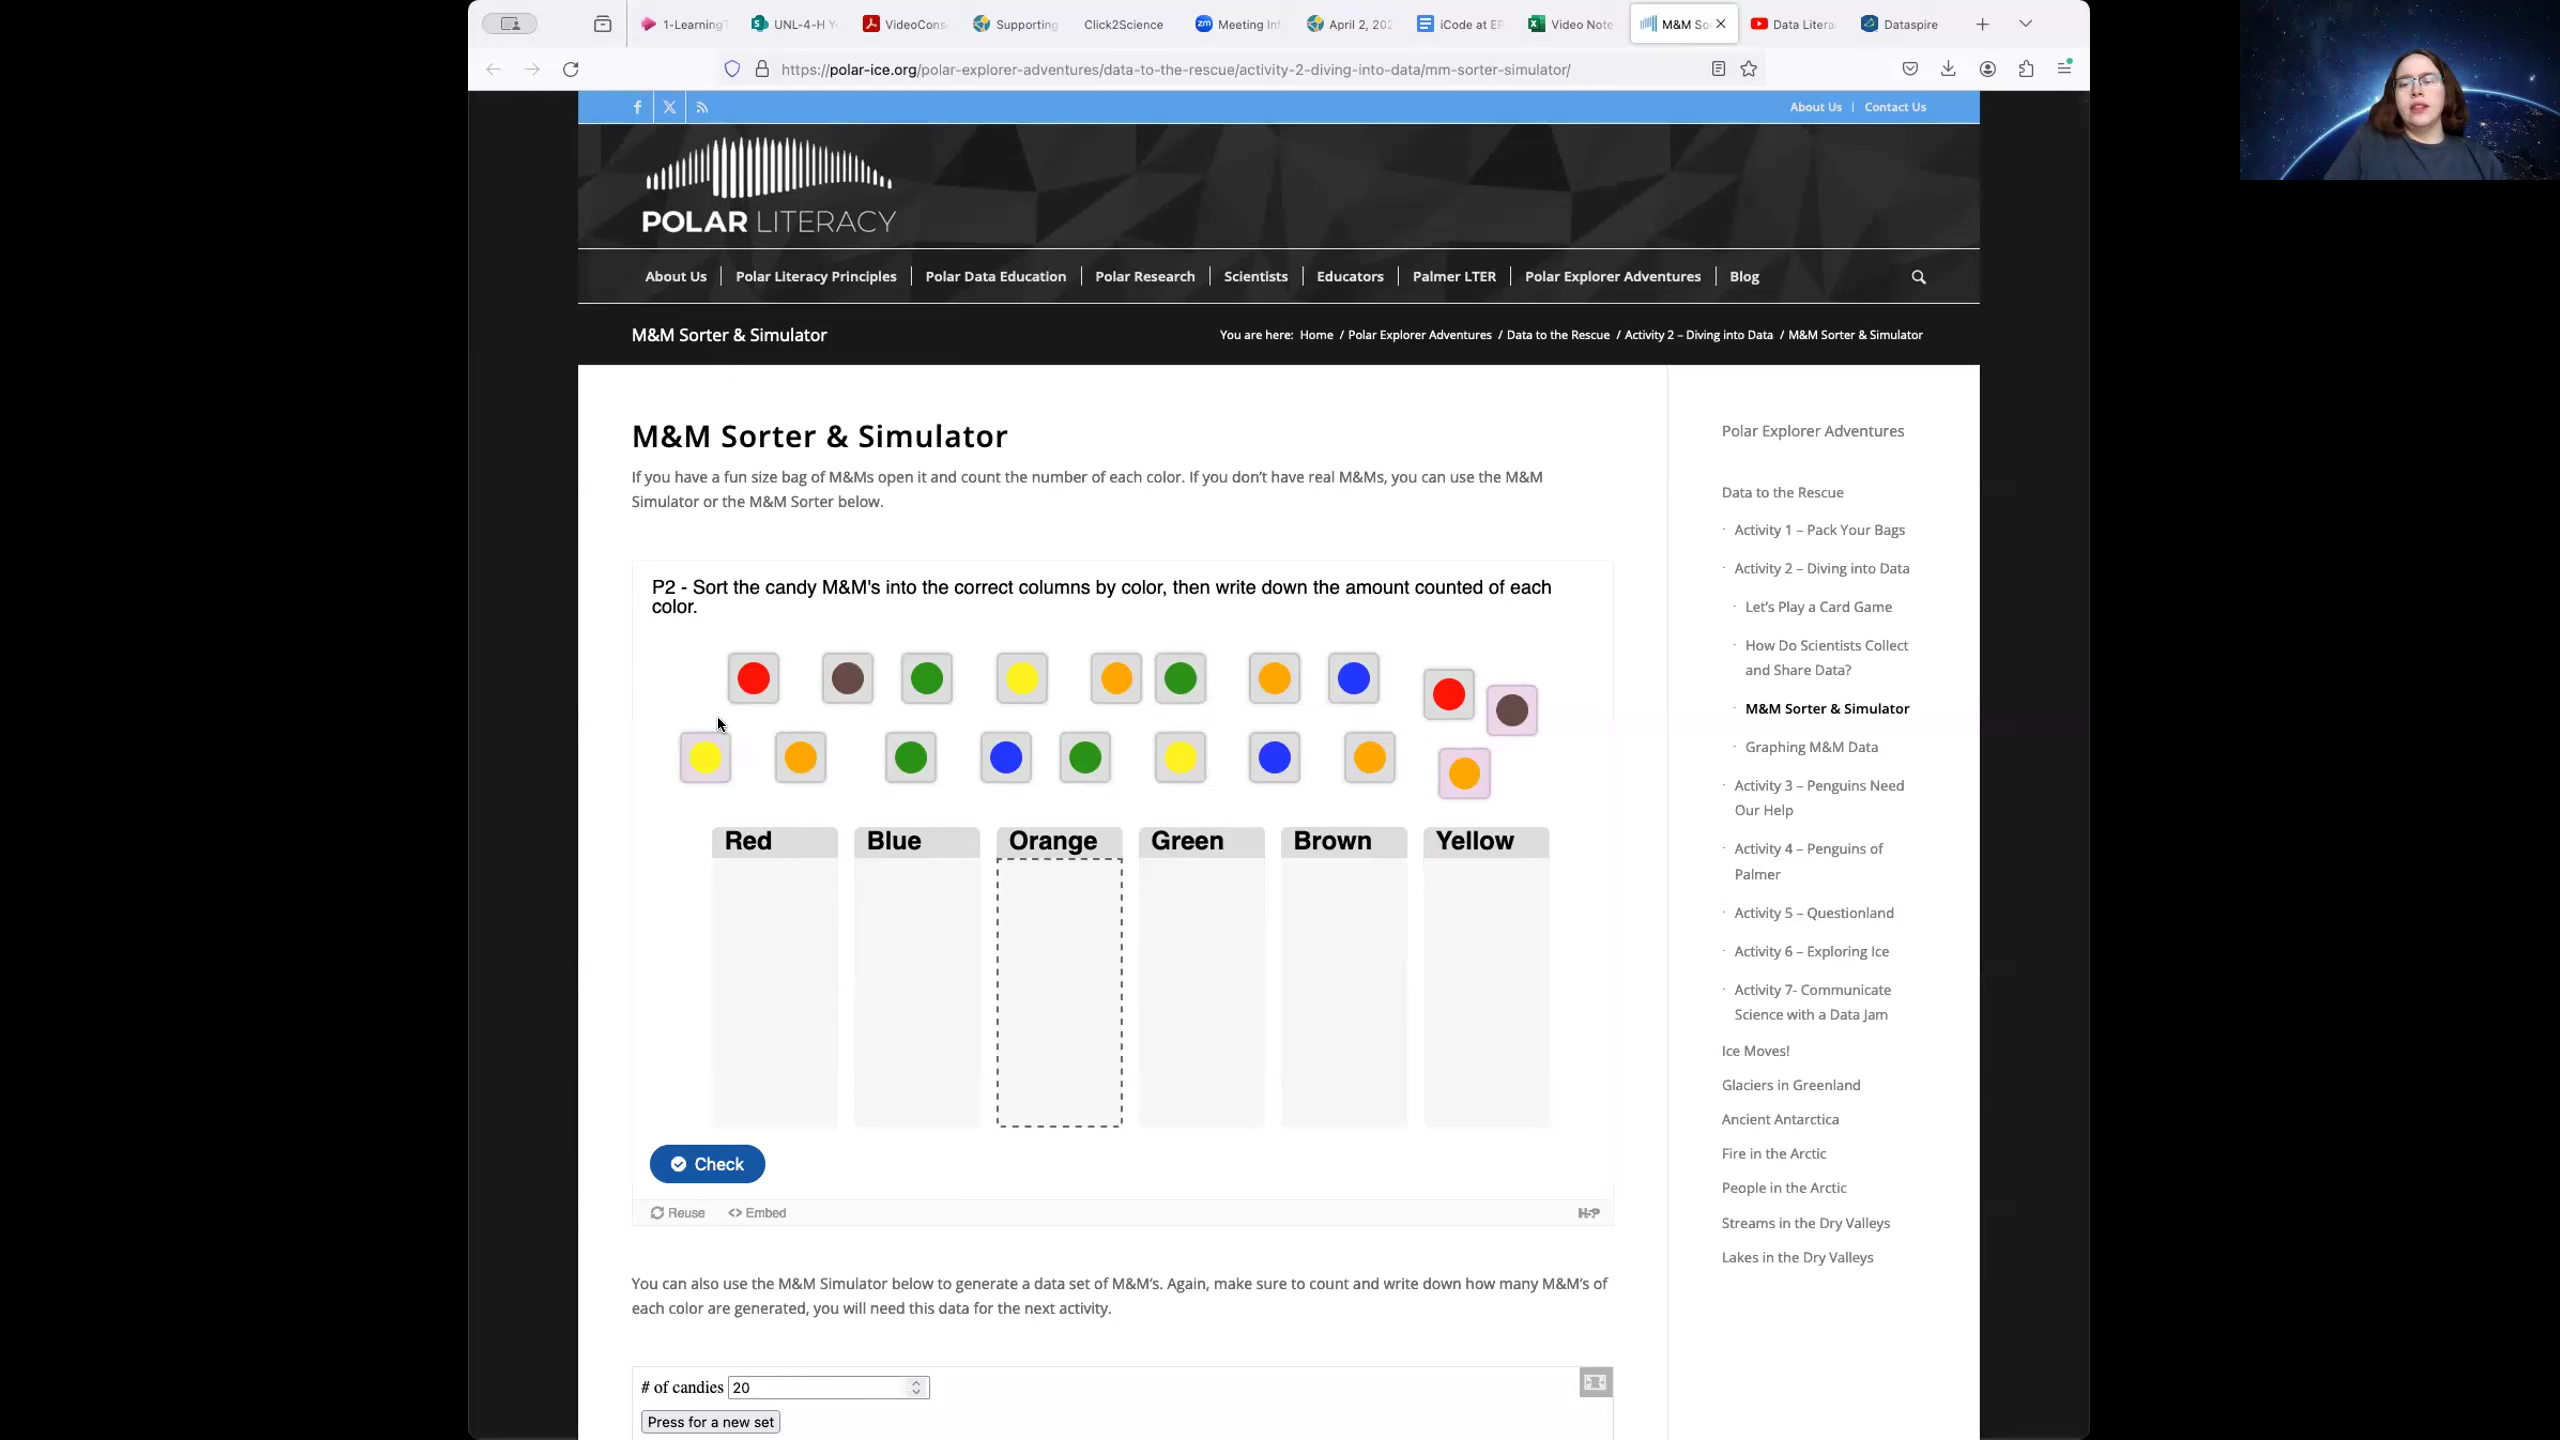 1-Learning
UNL-4-H Y
VideoCons
Supporting
Click2Science
zm
Meeting Inf
April 2, 202
iCode at EP
Video Note
M&M So
Data Litera
Dataspire
https://polar-ice.org/polar-explorer-adventures/data-to-the-rescue/activity-2-diving-into-data/mm-sorter-simulator/
About Us | Contact Us
POLAR LITERACY
About Us
Polar Literacy Principles
Polar Data Education
Polar Research
Scientists
Educators
Palmer LTER
Polar Explorer Adventures
Blog
M&M Sorter & Simulator
You are here: Home / Polar Explorer Adventures / Data to the Rescue / Activity 2 – Diving into Data / M&M Sorter & Simulator
M&M Sorter & Simulator
If you have a fun size bag of M&Ms open it and count the number of each color. If you don’t have real M&Ms, you can use the M&M
Simulator or the M&M Sorter below.
P2 - Sort the candy M&M's into the correct columns by color, then write down the amount counted of each
color.
Red
Blue
Orange
Green
Brown
Yellow
Check
Reuse
<> Embed
H5P
You can also use the M&M Simulator below to generate a data set of M&M’s. Again, make sure to count and write down how many M&M’s of
each color are generated, you will need this data for the next activity.
# of candies 20
Press for a new set
Polar Explorer Adventures
Data to the Rescue
Activity 1 – Pack Your Bags
Activity 2 – Diving into Data
Let’s Play a Card Game
How Do Scientists Collect
and Share Data?
M&M Sorter & Simulator
Graphing M&M Data
Activity 3 – Penguins Need
Our Help
Activity 4 – Penguins of
Palmer
Activity 5 – Questionland
Activity 6 – Exploring Ice
Activity 7- Communicate
Science with a Data Jam
Ice Moves!
Glaciers in Greenland
Ancient Antarctica
Fire in the Arctic
People in the Arctic
Streams in the Dry Valleys
Lakes in the Dry Valleys